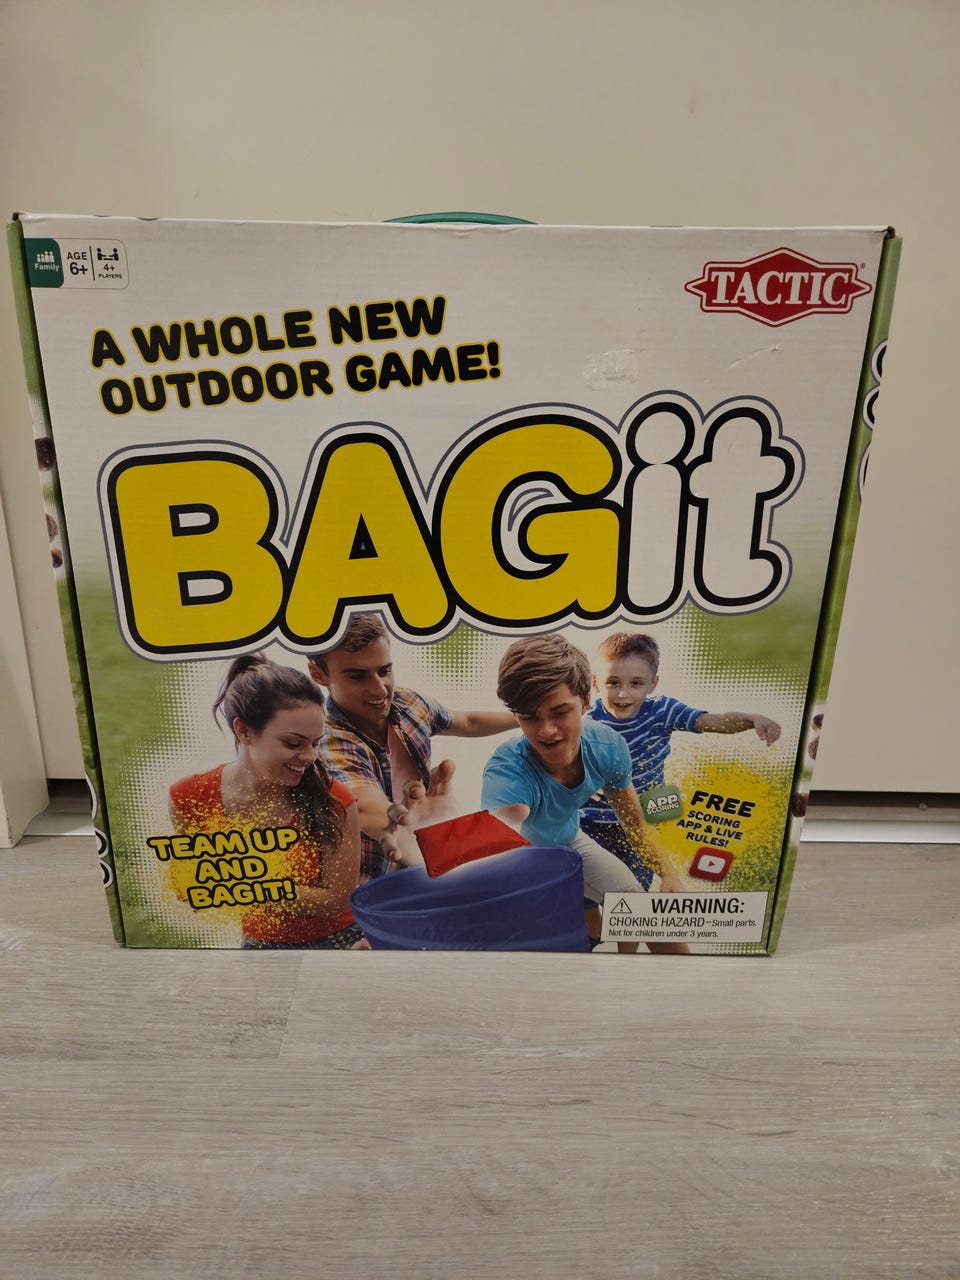 Family
AGE
6+
4+
PLAYERS
TACTIC®
A WHOLE NEW
OUTDOOR GAME!
BAGit
TEAM UP
AND
BAGIT!
APP
SCORING
FREE
SCORING
APP & LIVE
RULES!
WARNING:
CHOKING HAZARD–Small parts.
Not for children under 3 years.